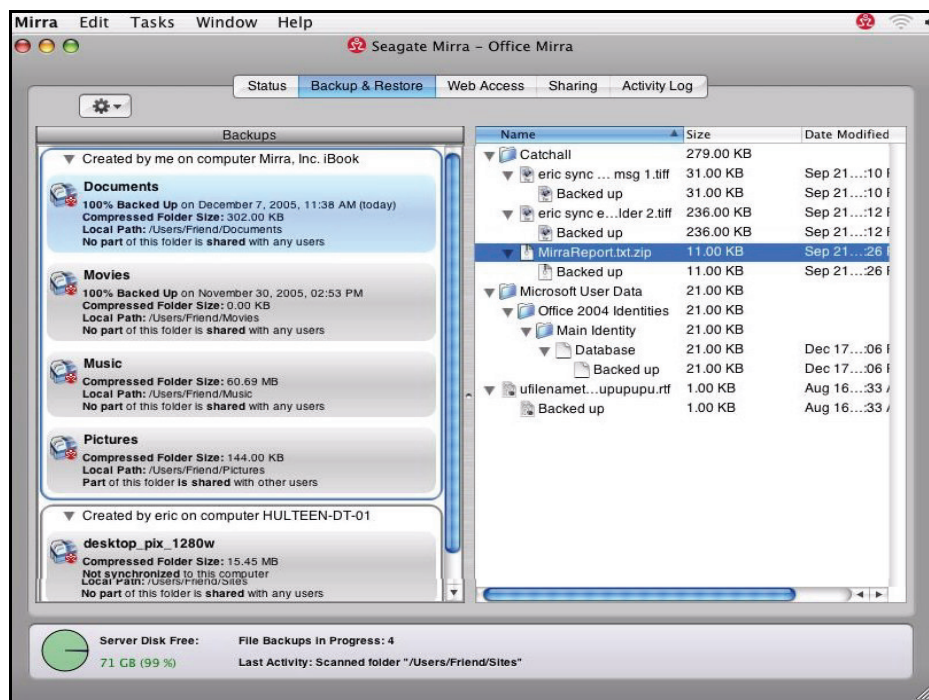 Mirra Edit Tasks Window Help
Seagate Mirra - Office Mirra
Status Backup & Restore Web Access Sharing Activity Log
Backups
Created by me on computer Mirra, Inc. iBook
Documents
100% Backed Up on December 7, 2005, 11:38 AM (today)
Compressed Folder Size: 302.00 KB
Local Path: /Users/Friend/Documents
No part of this folder is shared with any users
Movies
100% Backed Up on November 30, 2005, 02:53 PM
Compressed Folder Size: 0.00 KB
Local Path: /Users/Friend/Movies
No part of this folder is shared with any users
Music
Compressed Folder Size: 60.69 MB
Local Path: /Users/Friend/Music
No part of this folder is shared with any users
Pictures
Compressed Folder Size: 144.00 KB
Local Path: /Users/Friend/Pictures
Part of this folder is shared with other users
Created by eric on computer HULTEEN-DT-01
desktop_pix_1280w
Compressed Folder Size: 15.45 MB
Not synchronized to this computer
Local Path: /Users/Friend/Sites
No part of this folder is shared with any users
Name Size Date Modified
Catchall 279.00 KB
eric sync ... msg 1.tiff 31.00 KB Sep 21...:10
Backed up 31.00 KB Sep 21...:10
eric sync e...lder 2.tiff 236.00 KB Sep 21...:12
Backed up 236.00 KB Sep 21...:12
MirraReport.txt.zip 11.00 KB Sep 21...:26
Backed up 11.00 KB Sep 21...:26
Microsoft User Data 21.00 KB
Office 2004 Identities 21.00 KB
Main Identity 21.00 KB
Database 21.00 KB Dec 17...:06
Backed up 21.00 KB Dec 17...:06
ufilenamet...upupupu.rtf 1.00 KB Aug 16...:33
Backed up 1.00 KB Aug 16...:33
Server Disk Free: File Backups in Progress: 4
71 GB (99 %) Last Activity: Scanned folder "/Users/Friend/Sites"